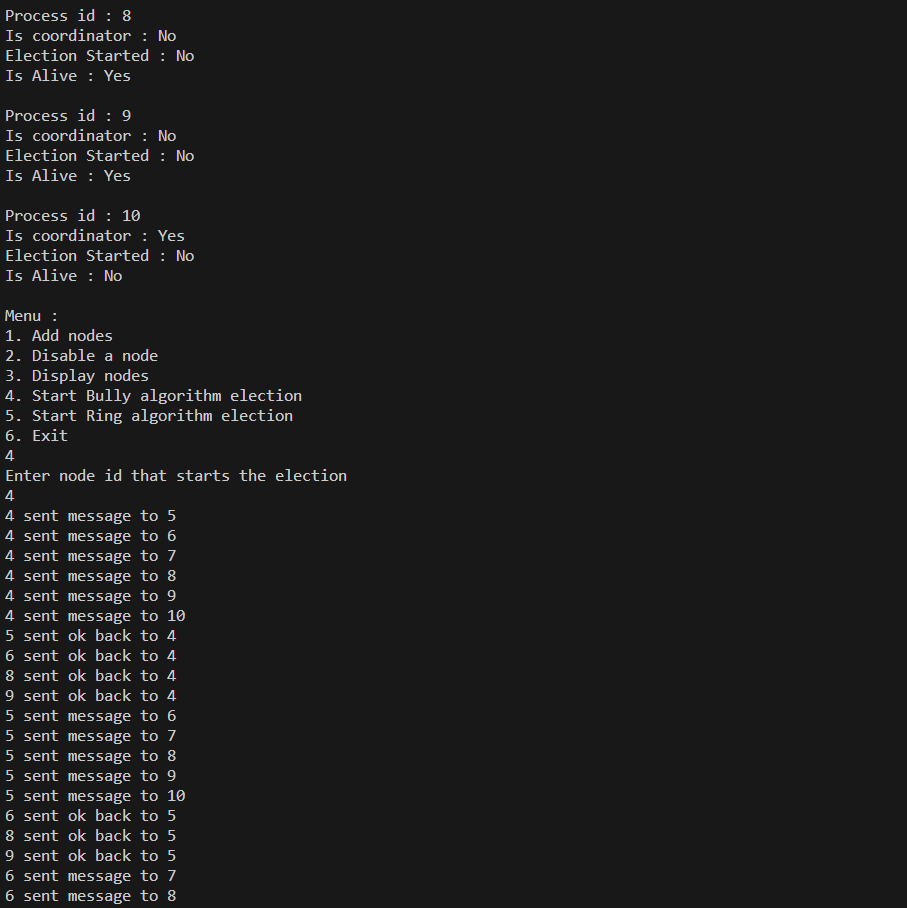 Process id : 8
Is coordinator : No
Election Started : No
Is Alive : Yes
Process id : 9
Is coordinator : No
Election Started : No
Is Alive : Yes
Process id : 10
Is coordinator : Yes
Election Started : No
Is Alive : No
Menu :
1. Add nodes
2. Disable a node
3. Display nodes
4. Start Bully algorithm election
5. Start Ring algorithm election
6. Exit
4
Enter node id that starts the election
4
4 sent message to 5
4 sent message to 6
4 sent message to 7
4 sent message to 8
4 sent message to 9
4 sent message to 10
5 sent ok back to 4
6 sent ok back to 4
8 sent ok back to 4
9 sent ok back to 4
5 sent message to 6
5 sent message to 7
5 sent message to 8
5 sent message to 9
5 sent message to 10
6 sent ok back to 5
8 sent ok back to 5
9 sent ok back to 5
6 sent message to 7
6 sent message to 8